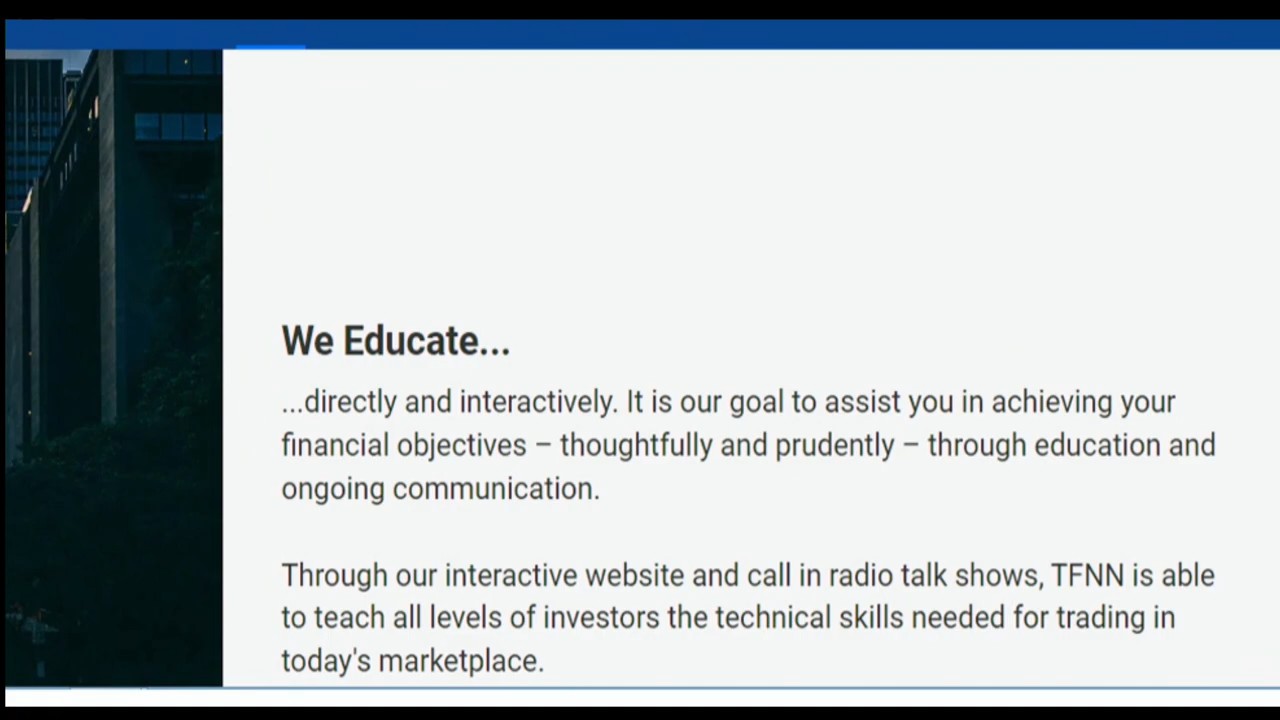 We Educate...
...directly and interactively. It is our goal to assist you in achieving your
financial objectives – thoughtfully and prudently – through education and
ongoing communication.
Through our interactive website and call in radio talk shows, TFNN is able
to teach all levels of investors the technical skills needed for trading in
today's marketplace.